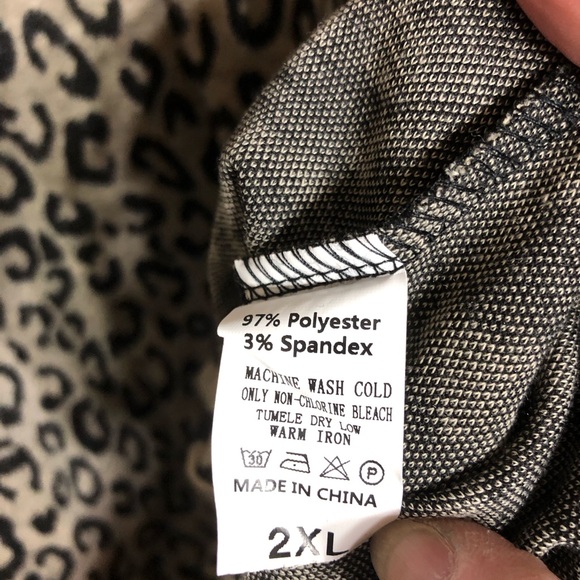 97% Polyester
3% Spandex
MACHINE WASH COLD
ONLY NON-CHLORINE BLEACH
TUMELE DRY LOW
WARM IRON
30 P
MADE IN CHINA
2XL